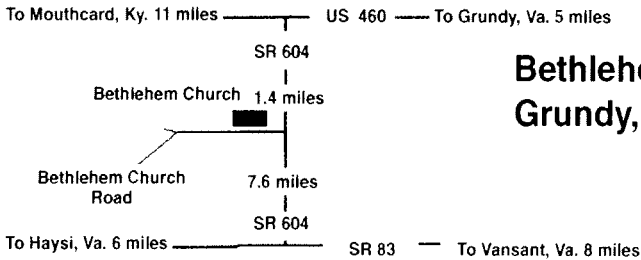 To Mouthcard, Ky. 11 miles US 460 To Grundy, Va. 5 miles
SR 604
Bethlehem Church 1.4 miles
Bethlehem Church
Road
7.6 miles
SR 604
To Haysi, Va. 6 miles SR 83 To Vansant, Va. 8 miles
Grundy,